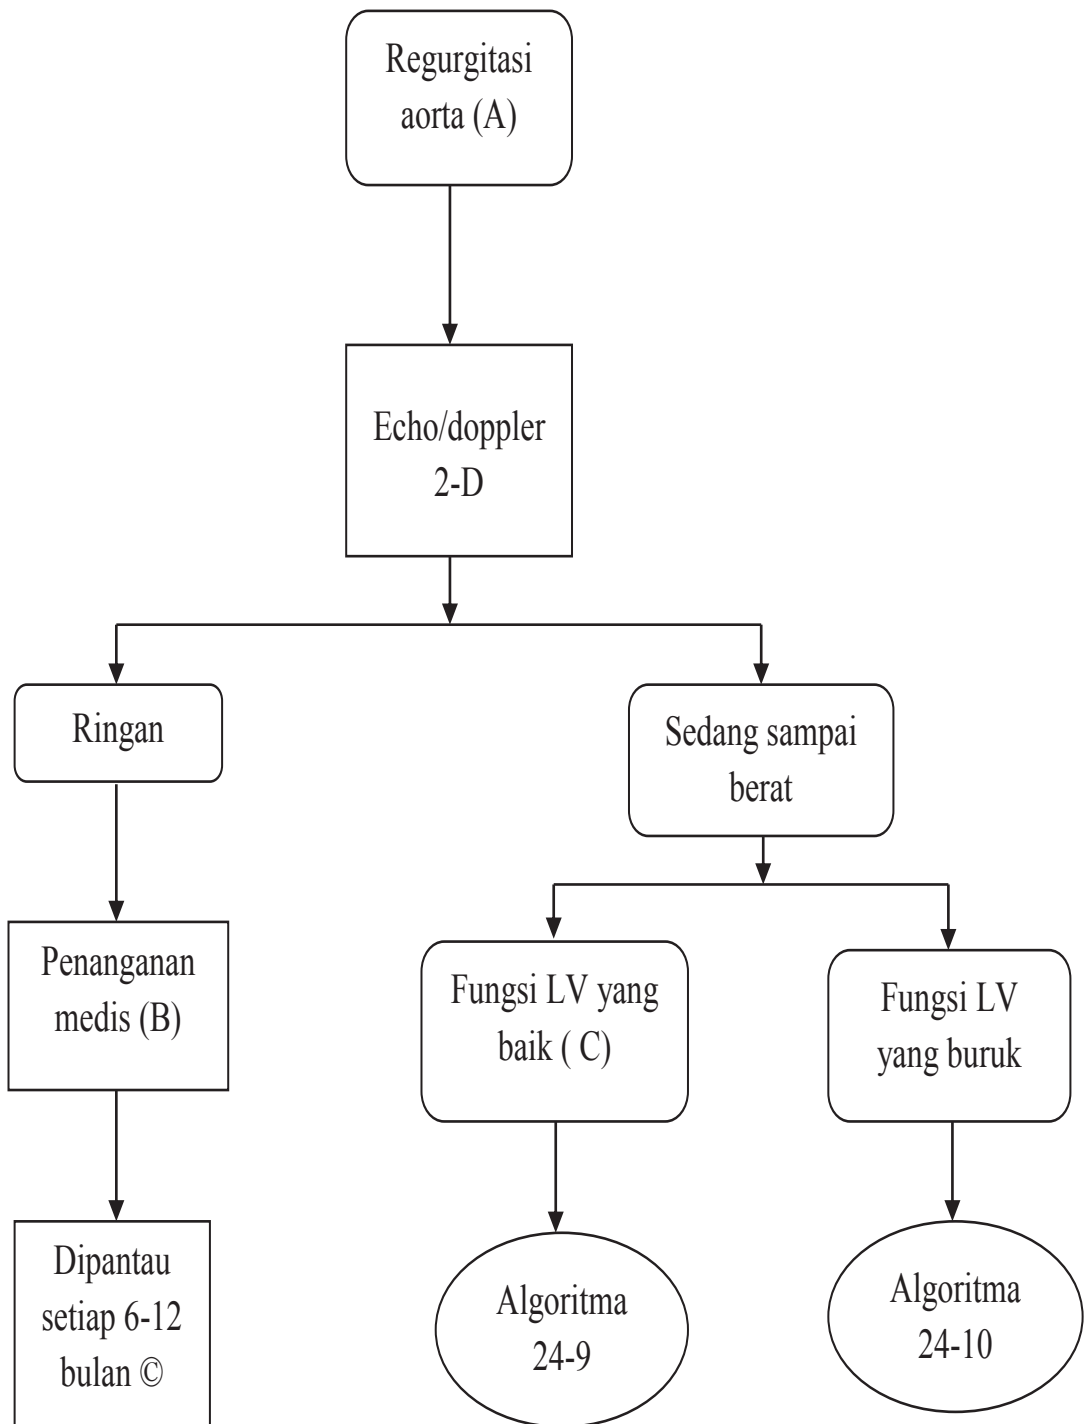 Regurgitasi
aorta (A)
Echo/doppler
2-D
Ringan
Sedang sampai
berat
Penanganan
medis (B)
Fungsi LV yang
baik ( C)
Fungsi LV
yang buruk
Dipantau
setiap 6-12
bulan ©
Algoritma
24-9
Algoritma
24-10